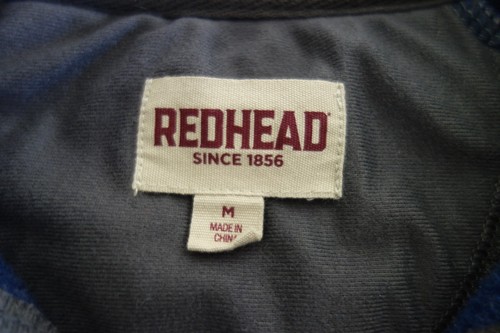 REDHEAD
SINCE 1856
M
MADE IN
CHINA